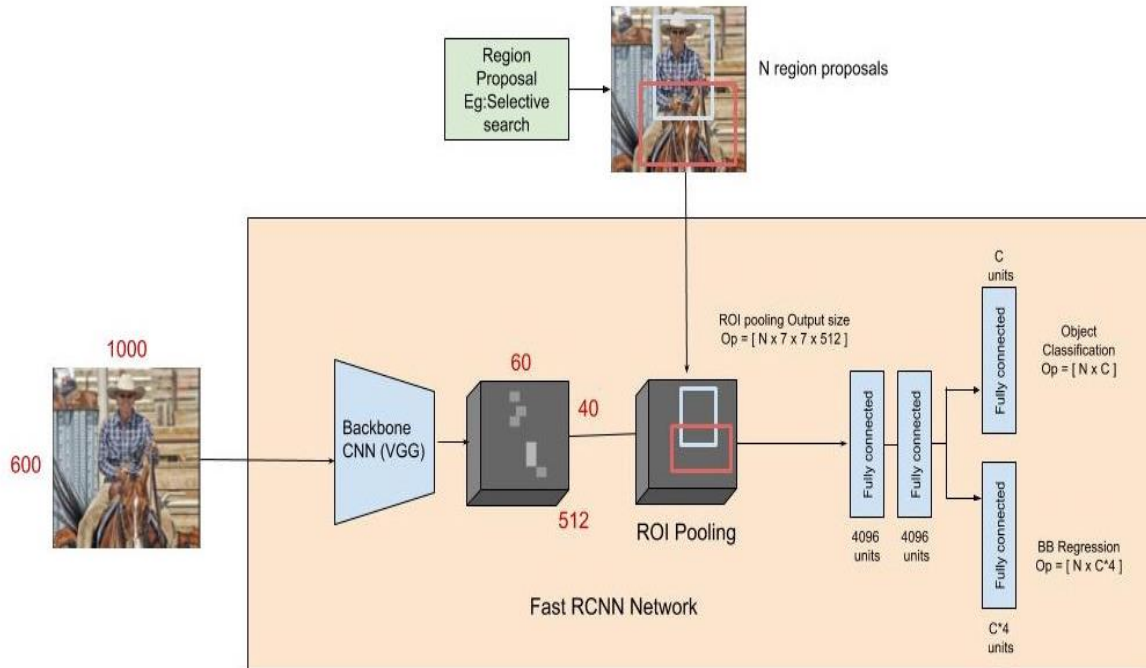 Region
Proposal
Eg:Selective
search
N region proposals
1000
600
Backbone
CNN (VGG)
60
40
512
ROI pooling Output size
Op = [ N x 7 x 7 x 512 ]
ROI Pooling
Fully connected
4096
units
Fully connected
4096
units
C
units
Fully connected
Object
Classification
Op = [ N x C ]
Fully connected
C*4
units
BB Regression
Op = [ N x C*4 ]
Fast RCNN Network